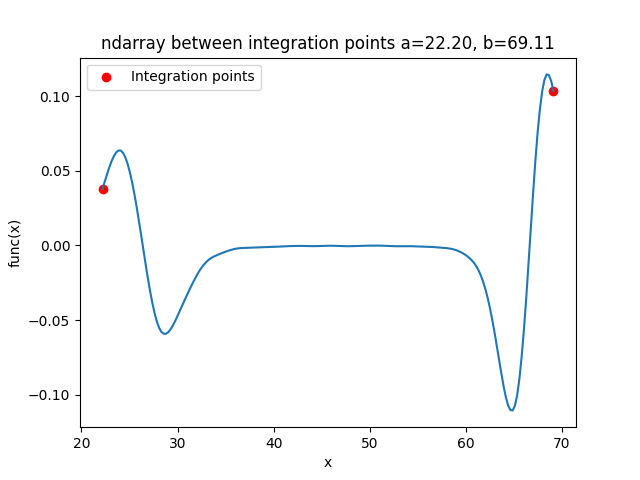 ndarray between integration points a=22.20, b=69.11
Integration points
0.10
0.05
0.00
−0.05
−0.10
func(x)
20 30 40 50 60 70
x